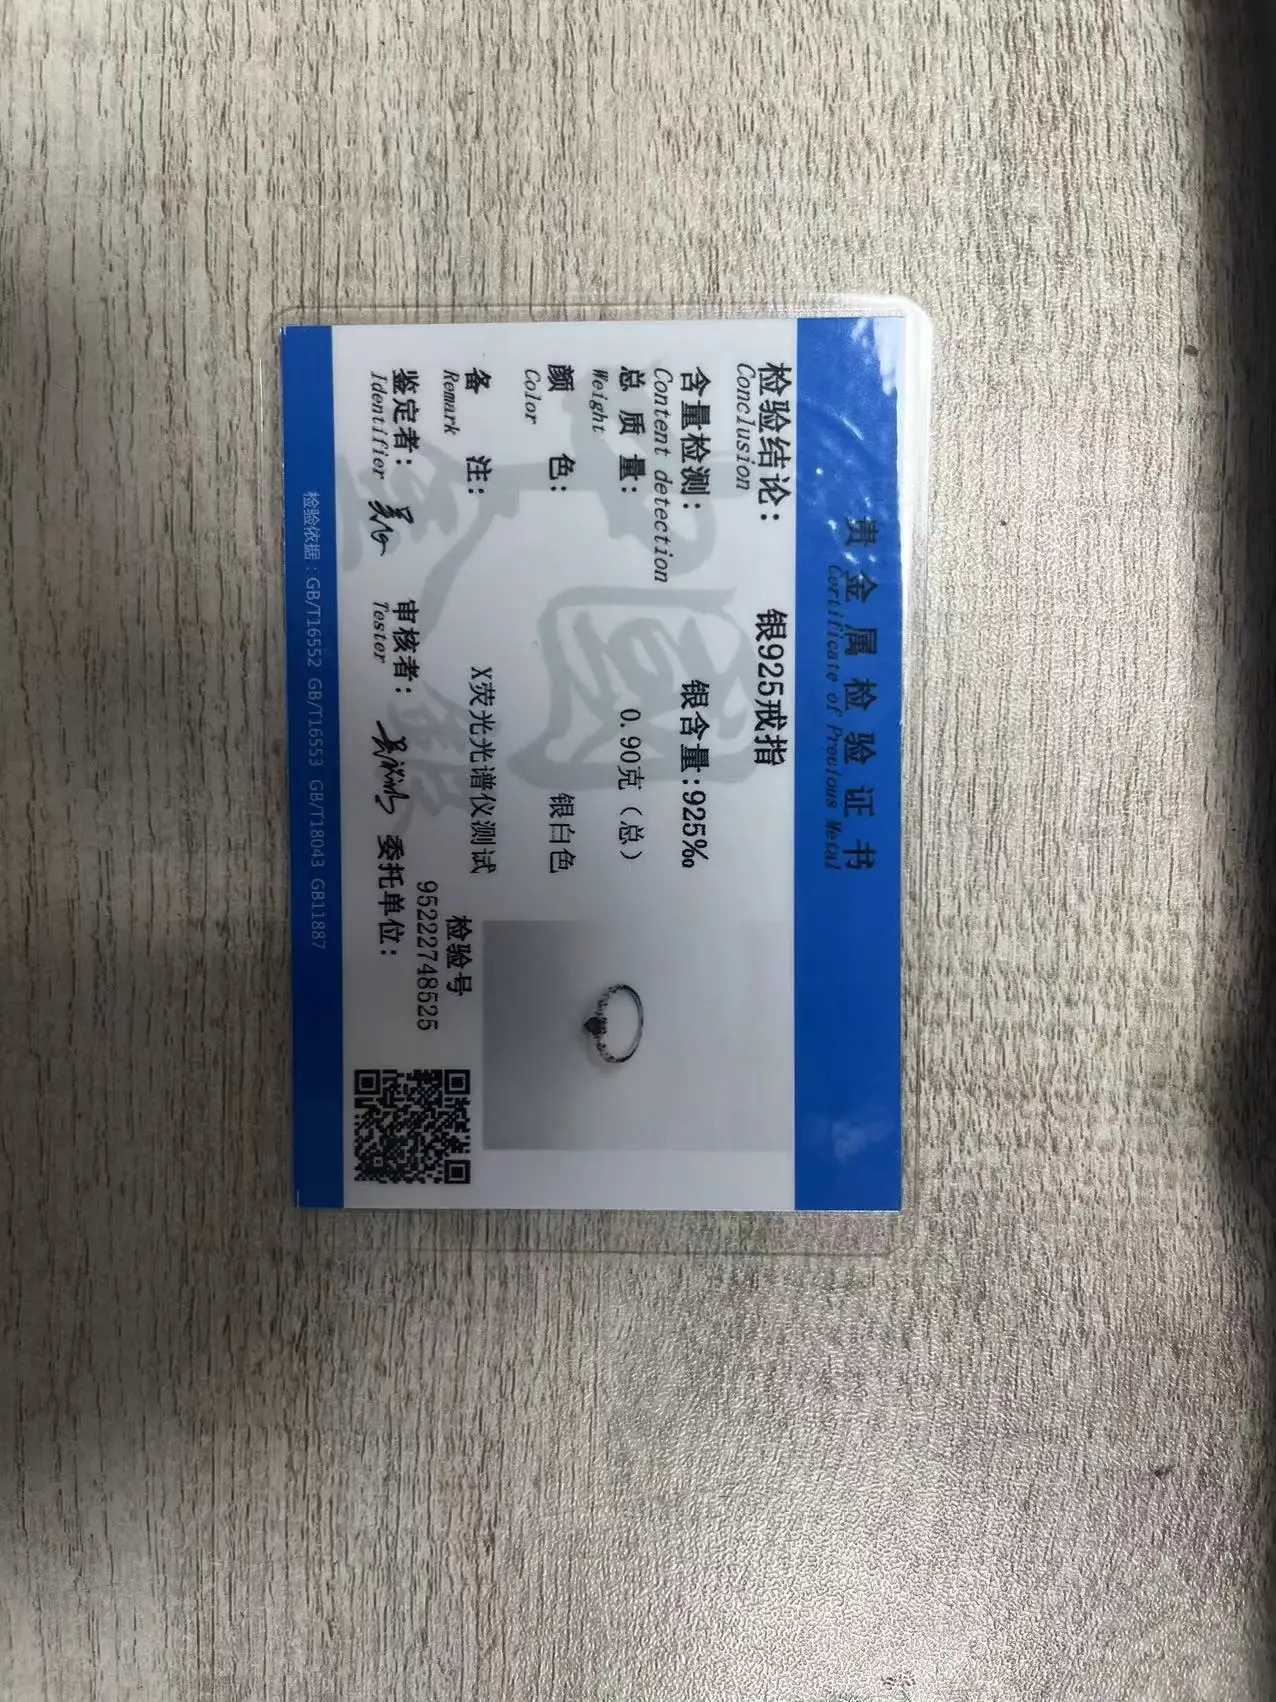 贵金属检验证书
Certificate of Precious Metal
检验结论： 银925戒指
Conclusion
含量检测： 银含量:925‰
Content detection
总质量： 0.90克（总）
Weight
颜色： 银白色
Color
备注： X荧光光谱仪测试
Remark
检验号
95222748525
鉴定者： 审核者： 委托单位：
Identifier Tester
检验依据：GB/T16552 GB/T16553 GB/T18043 GB11887